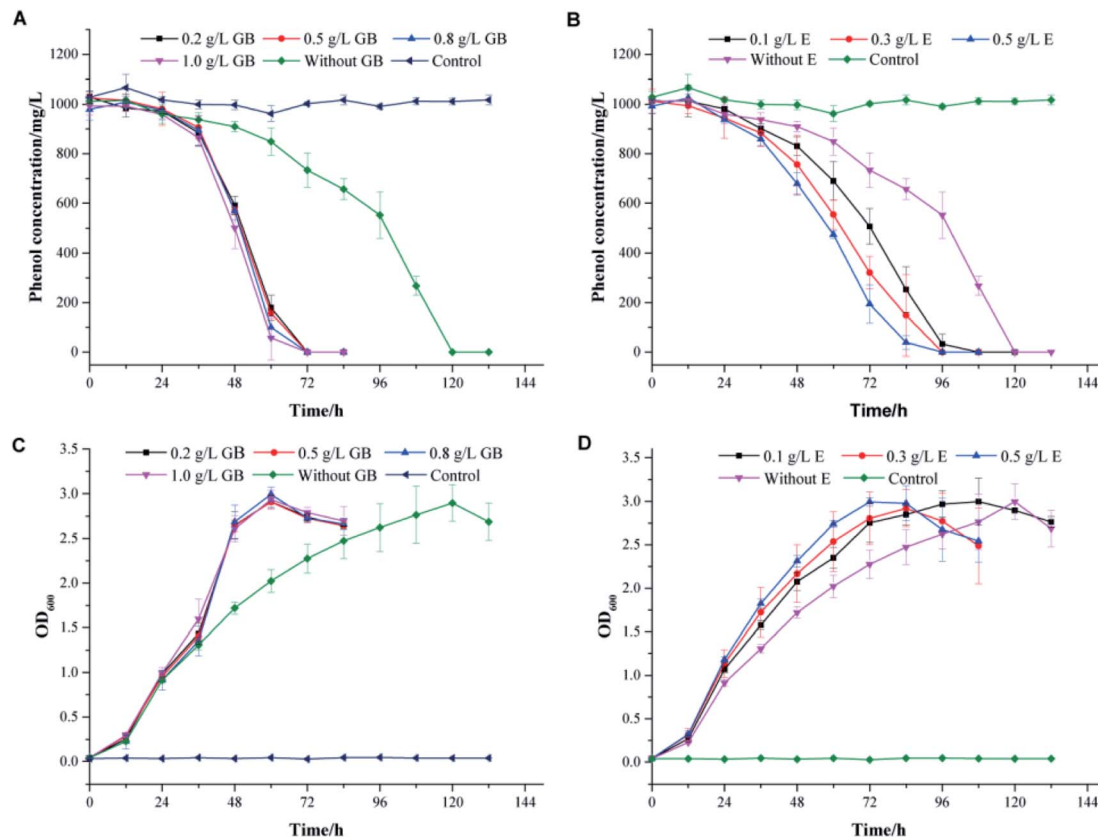 A
0.2 g/L GB 0.5 g/L GB 0.8 g/L GB
1.0 g/L GB Without GB Control
1200
1000
800
600
400
200
0
Phenol concentration/mg/L
0 24 48 72 96 120 144
Time/h
B
0.1 g/L E 0.3 g/L E 0.5 g/L E
Without E Control
1200
1000
800
600
400
200
0
Phenol concentration/mg/L
0 24 48 72 96 120 144
Time/h
C
0.2 g/L GB 0.5 g/L GB 0.8 g/L GB
1.0 g/L GB Without GB Control
3.5
3.0
2.5
2.0
1.5
1.0
0.5
0.0
OD600
0 24 48 72 96 120 144
Time/h
D
0.1 g/L E 0.3 g/L E 0.5 g/L E
Without E Control
3.5
3.0
2.5
2.0
1.5
1.0
0.5
0.0
OD600
0 24 48 72 96 120 144
Time/h